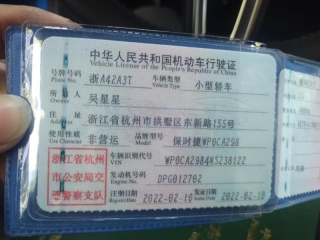 中华人民共和国机动车行驶证
Vehicle License of the People's Republic of China
号牌号码 浙A42A3T 车辆类型 小型轿车
Plate No. Vehicle Type
所有人 吴星星
Owner
住址 浙江省杭州市拱墅区东新路155号
Address
使用性质 非营运 品牌型号 保时捷WP0CA298
Use Character Model
浙江省杭州
市公安局交
通警察支队
车辆识别代号 WP0CA2984NS238122
VIN
发动机号码 DPG012762
Engine No.
注册日期 2022-02-10 发证日期 2022-02-10
Register Date Issue Date